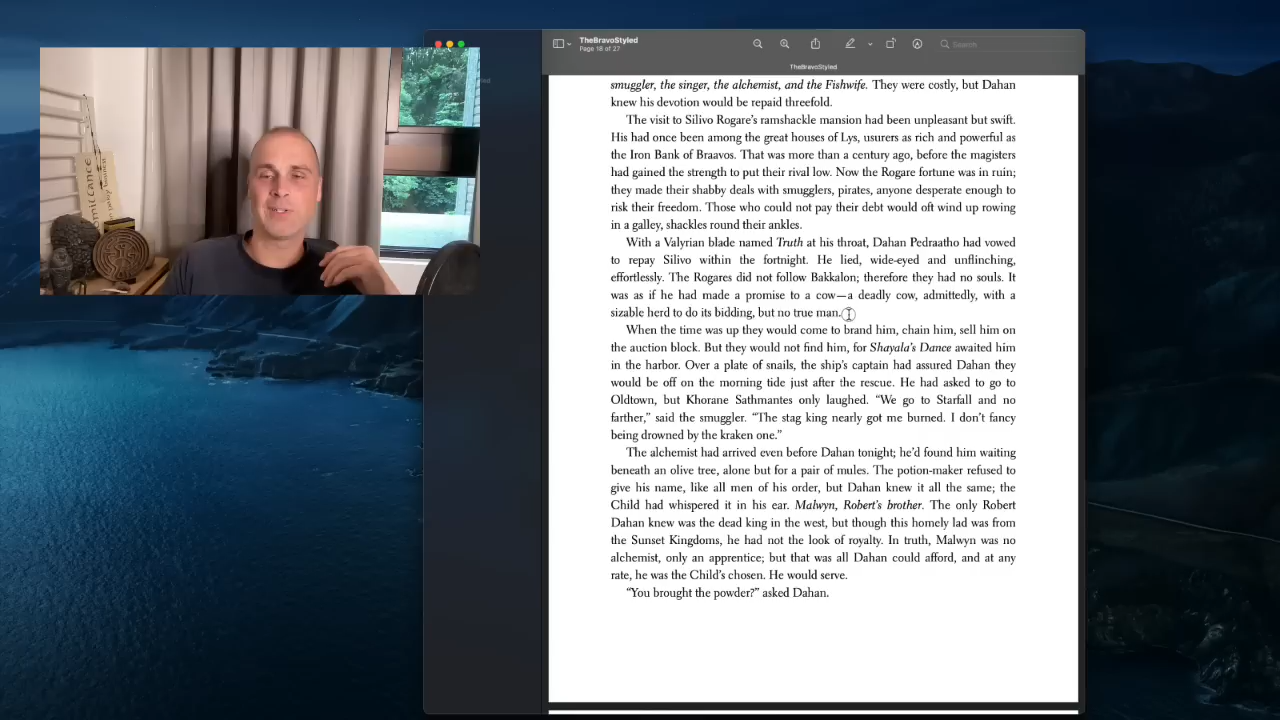 TheBravoStyled
Page 18 of 27
Search
TheBravoStyled
smuggler, the singer, the alchemist, and the Fishwife. They were costly, but Dahan
knew his devotion would be repaid threefold.
The visit to Silivo Rogare’s ramshackle mansion had been unpleasant but swift.
His had once been among the great houses of Lys, usurers as rich and powerful as
the Iron Bank of Braavos. That was more than a century ago, before the magisters
had gained the strength to put their rival low. Now the Rogare fortune was in ruin;
they made their shabby deals with smugglers, pirates, anyone desperate enough to
risk their freedom. Those who could not pay their debt would oft wind up rowing
in a galley, shackles round their ankles.
With a Valyrian blade named Truth at his throat, Dahan Pedraatho had vowed
to repay Silivo within the fortnight. He lied, wide-eyed and unflinching,
effortlessly. The Rogares did not follow Bakkalon; therefore they had no souls. It
was as if he had made a promise to a cow—a deadly cow, admittedly, with a
sizable herd to do its bidding, but no true man.
When the time was up they would come to brand him, chain him, sell him on
the auction block. But they would not find him, for Shayala’s Dance awaited him
in the harbor. Over a plate of snails, the ship’s captain had assured Dahan they
would be off on the morning tide just after the rescue. He had asked to go to
Oldtown, but Khorane Sathmantes only laughed. “We go to Starfall and no
farther,” said the smuggler. “The stag king nearly got me burned. I don’t fancy
being drowned by the kraken one.”
The alchemist had arrived even before Dahan tonight; he’d found him waiting
beneath an olive tree, alone but for a pair of mules. The potion-maker refused to
give his name, like all men of his order, but Dahan knew it all the same; the
Child had whispered it in his ear. Malwyn, Robert’s brother. The only Robert
Dahan knew was the dead king in the west, but though this homely lad was from
the Sunset Kingdoms, he had not the look of royalty. In truth, Malwyn was no
alchemist, only an apprentice; but that was all Dahan could afford, and at any
rate, he was the Child’s chosen. He would serve.
“You brought the powder?” asked Dahan.